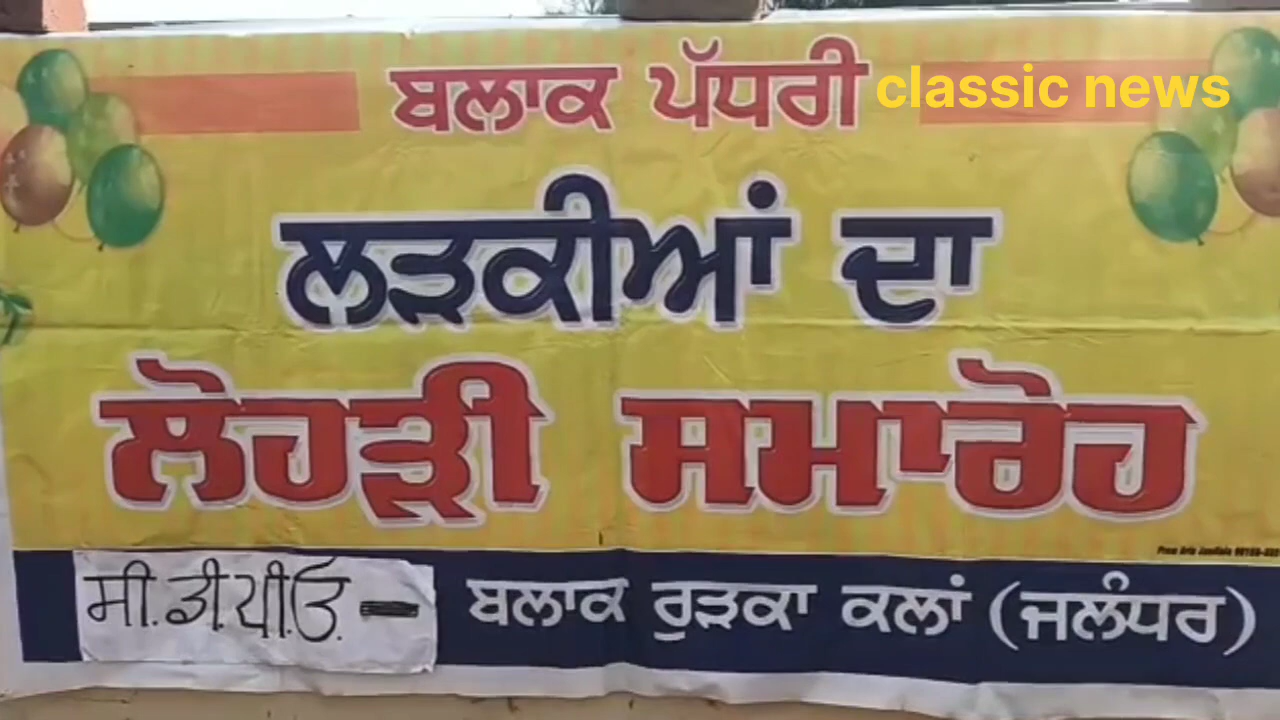 ਬਲਾਕ ਪੱਧਰੀ classic news
ਲੜਕੀਆਂ ਦਾ
ਲੋਹੜੀ ਸਮਾਰੋਹ
ਸੀ.ਡੀ.ਪੀ.ਓ. -
ਬਲਾਕ ਰੁੜਕਾ ਕਲਾਂ (ਜਲੰਧਰ)